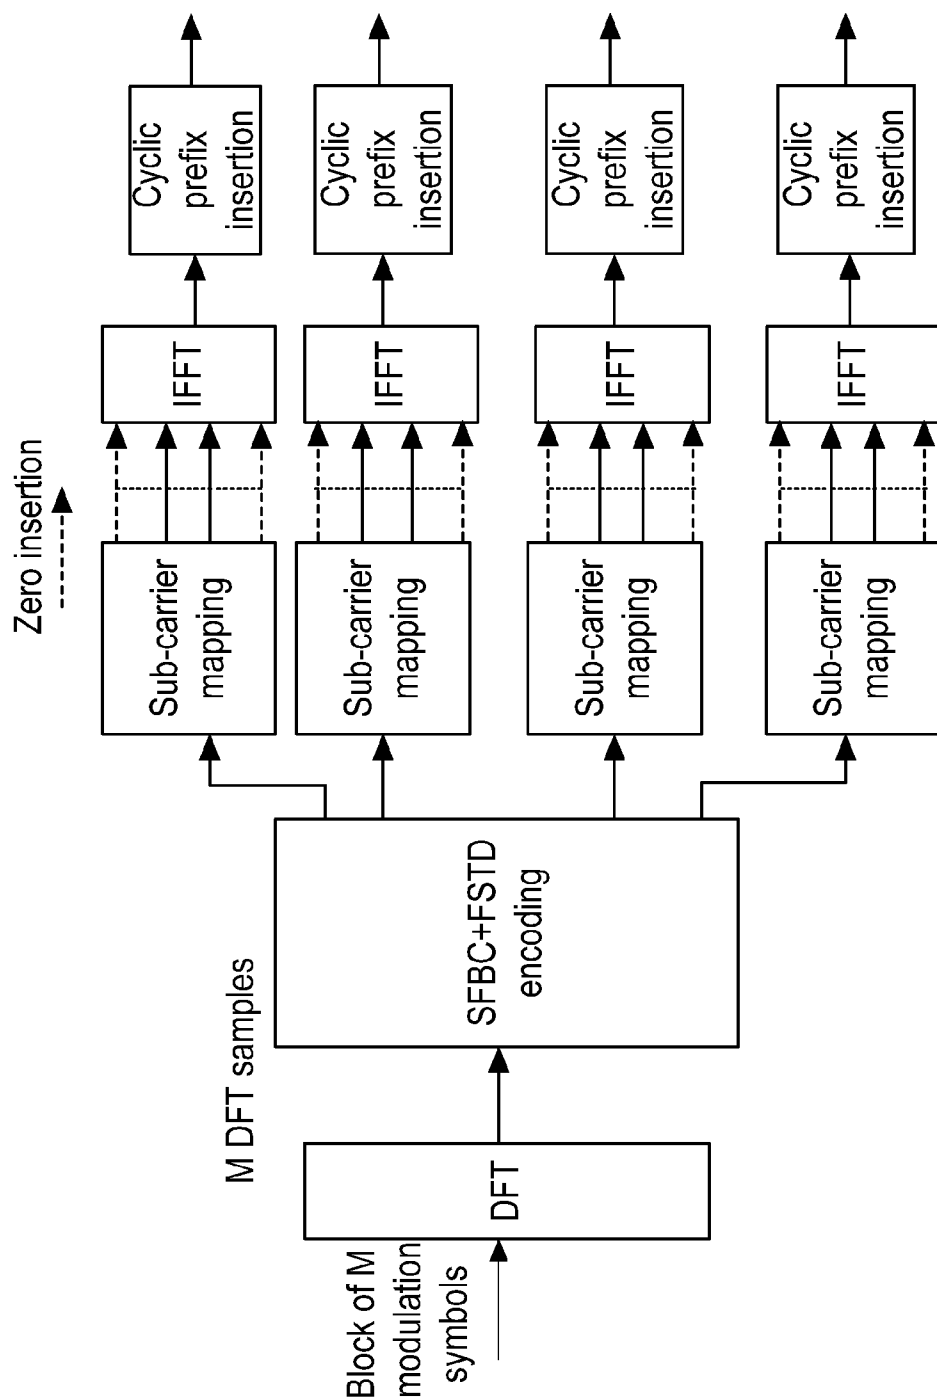 Block of M
modulation
symbols
DFT
M DFT samples
SFBC+FSTD
encoding
Zero insertion
Sub-carrier
mapping
IFFT
Cyclic
prefix
insertion
Sub-carrier
mapping
IFFT
Cyclic
prefix
insertion
Sub-carrier
mapping
IFFT
Cyclic
prefix
insertion
Sub-carrier
mapping
IFFT
Cyclic
prefix
insertion